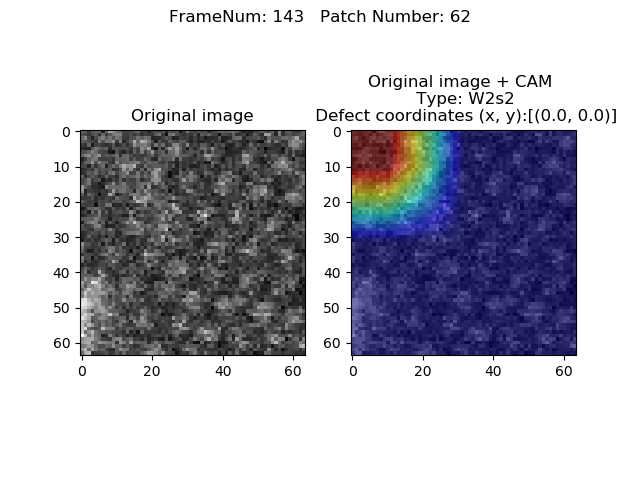 FrameNum: 143   Patch Number: 62
Original image
0
10
20
30
40
50
60
0 20 40 60
Original image + CAM
Type: W2s2
Defect coordinates (x, y):[(0.0, 0.0)]
0
10
20
30
40
50
60
0 20 40 60